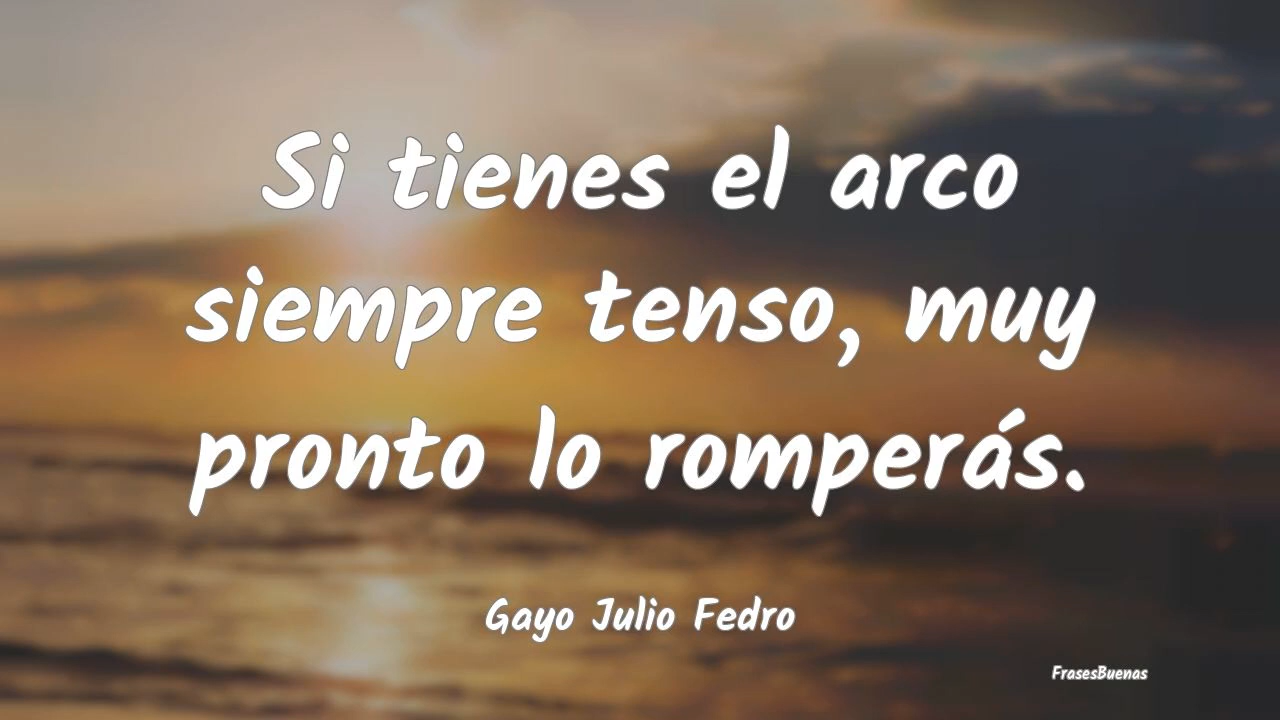 Si tienes el arco
siempre tenso, muy
pronto lo romperás.
Gayo Julio Fedro
FrasesBuenas